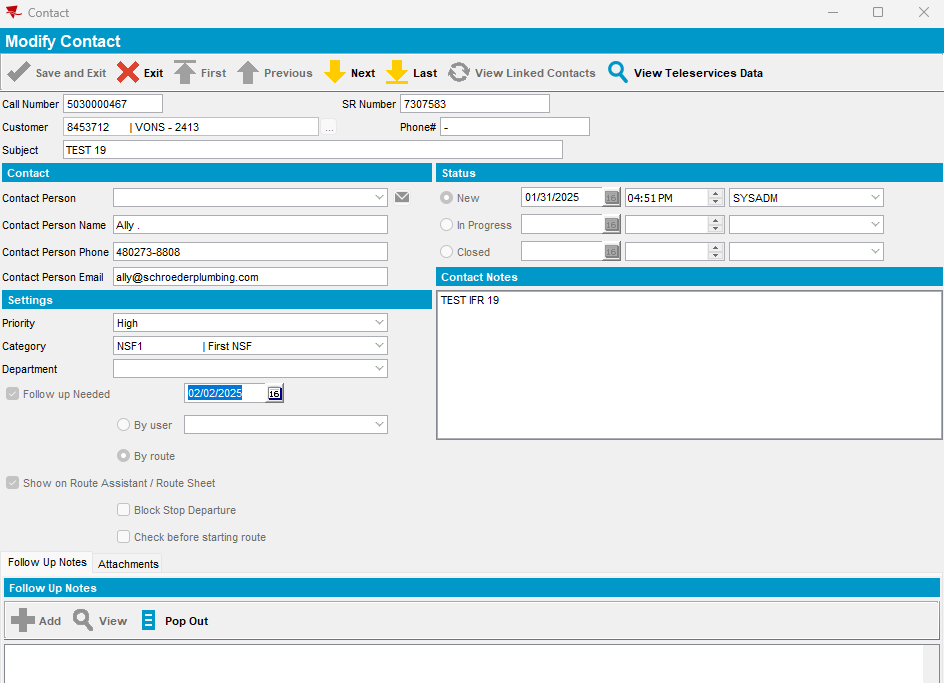 Contact
Modify Contact
Save and Exit Exit First Previous Next Last View Linked Contacts View Teleservices Data
Call Number 5030000467 SR Number 7307583
Customer 8453712 | VONS - 2413 ... Phone# -
Subject TEST 19
Contact
Contact Person
Contact Person Name Ally .
Contact Person Phone 480273-8808
Contact Person Email ally@schroederplumbing.com
Settings
Priority High
Category NSF1 | First NSF
Department
Follow up Needed 02/02/2025 16
By user
By route
Show on Route Assistant / Route Sheet
Block Stop Departure
Check before starting route
Status
New 01/31/2025 16 04:51 PM SYSADM
In Progress 16
Closed 16
Contact Notes
TEST IFR 19
Follow Up Notes Attachments
Follow Up Notes
Add View Pop Out